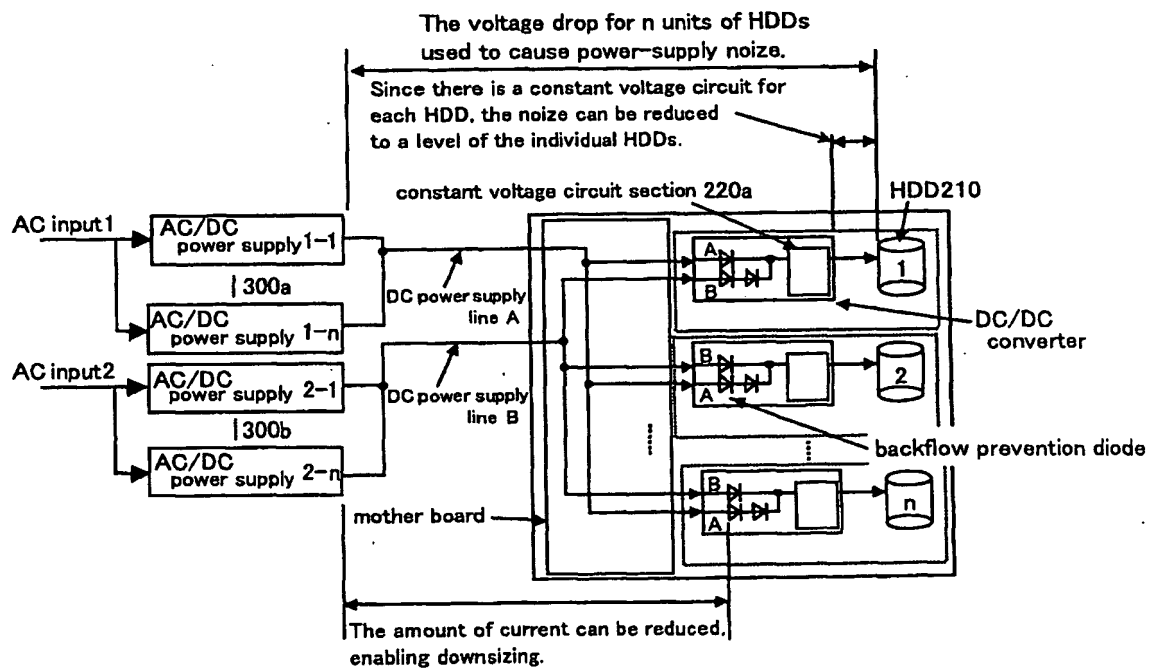 The voltage drop for n units of HDDs
used to cause power-supply noize.
Since there is a constant voltage circuit for
each HDD, the noize can be reduced
to a level of the individual HDDs.
constant voltage circuit section 220a
HDD210
AC input1
AC/DC
power supply 1-1
300a
AC/DC
power supply 1-n
AC input2
AC/DC
power supply 2-1
300b
AC/DC
power supply 2-n
DC power supply
line A
DC power supply
line B
A
B
1
DC/DC
converter
B
A
2
backflow prevention diode
B
A
n
mother board
The amount of current can be reduced,
enabling downsizing.